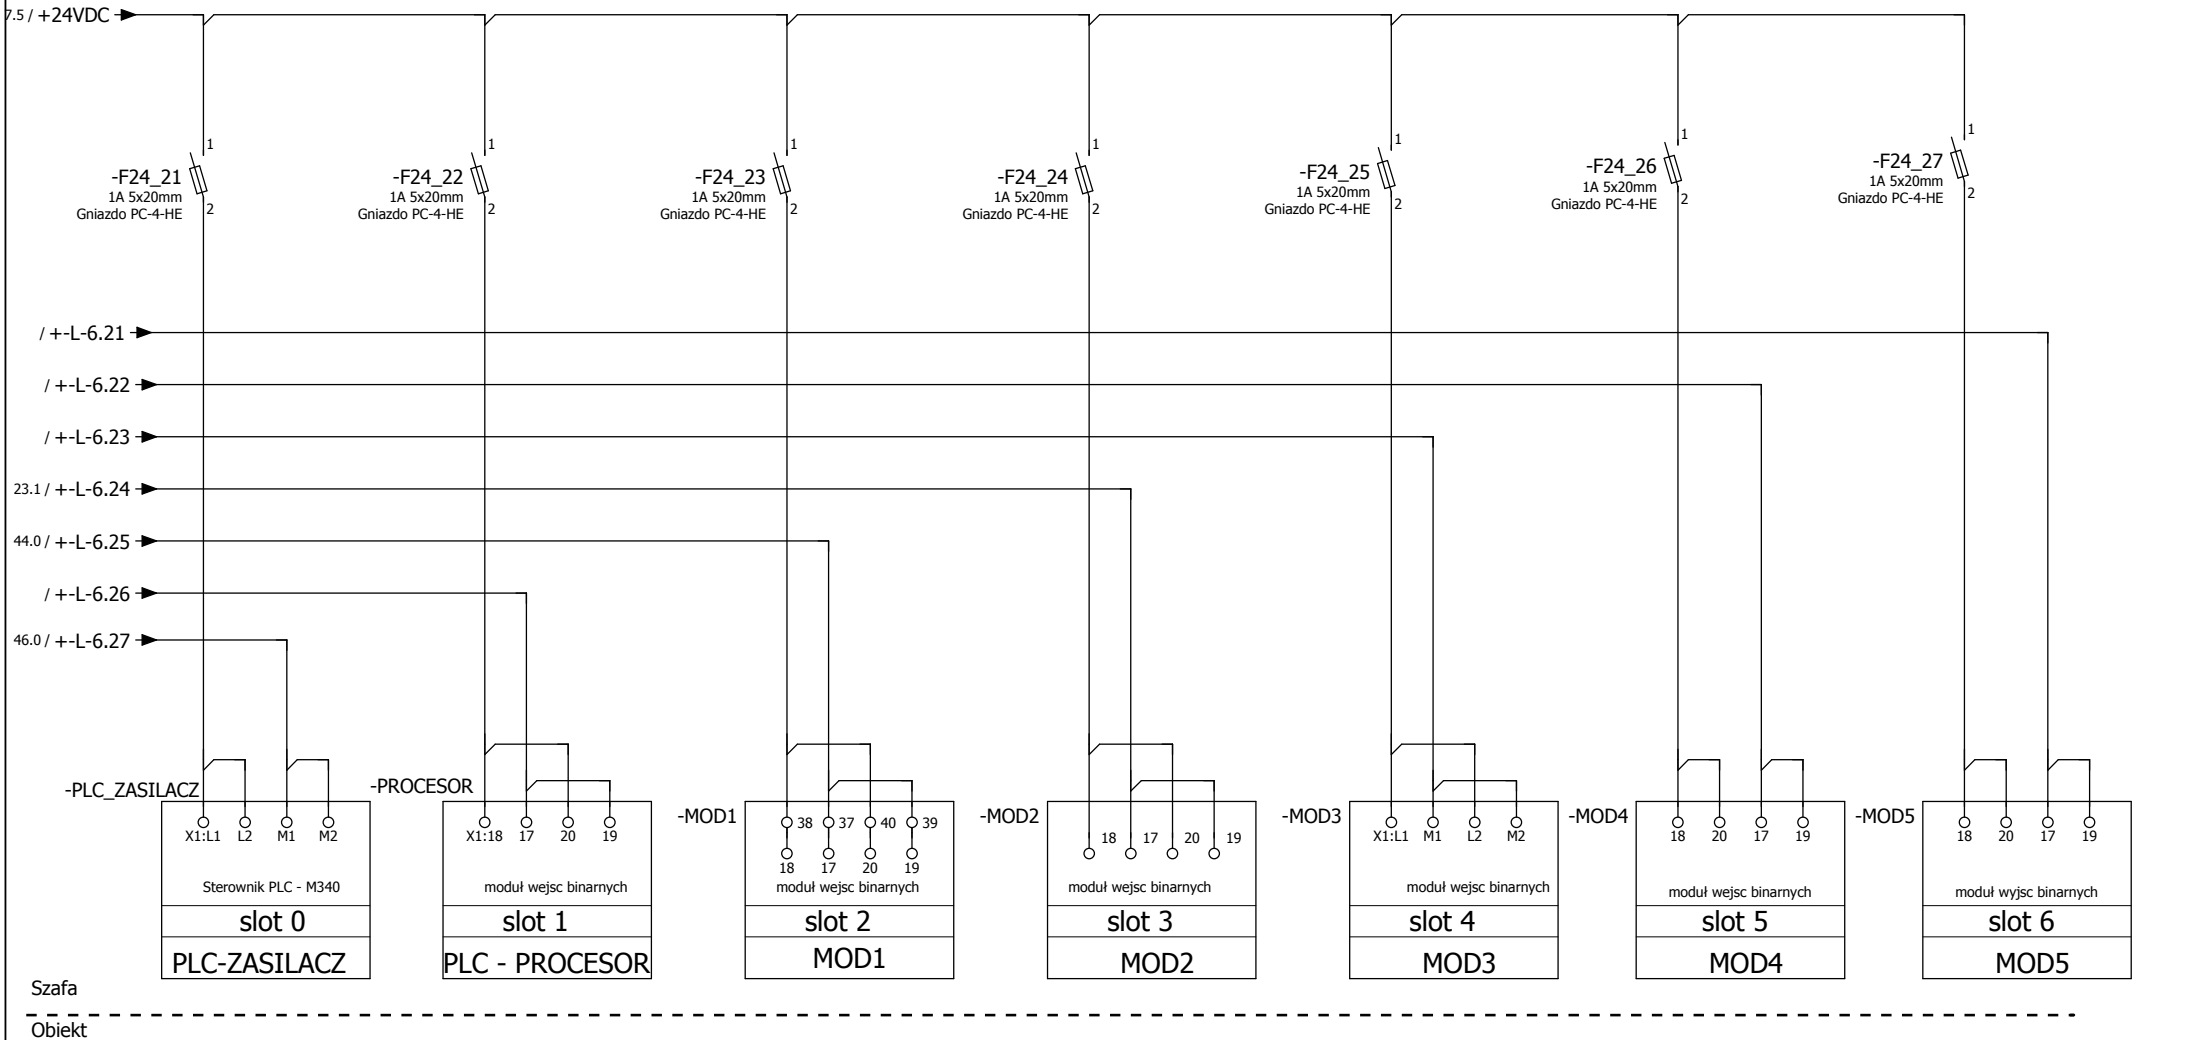 7.5 / +24VDC
1
-F24_21
1A 5x20mm
Gniazdo PC-4-HE
2
1
-F24_22
1A 5x20mm
Gniazdo PC-4-HE
2
1
-F24_23
1A 5x20mm
Gniazdo PC-4-HE
2
1
-F24_24
1A 5x20mm
Gniazdo PC-4-HE
2
1
-F24_25
1A 5x20mm
Gniazdo PC-4-HE
2
1
-F24_26
1A 5x20mm
Gniazdo PC-4-HE
2
1
-F24_27
1A 5x20mm
Gniazdo PC-4-HE
2
/ +-L-6.21
/ +-L-6.22
/ +-L-6.23
23.1 / +-L-6.24
44.0 / +-L-6.25
/ +-L-6.26
46.0 / +-L-6.27
-PLC_ZASILACZ
X1:L1 L2 M1 M2
Sterownik PLC - M340
slot 0
PLC-ZASILACZ
-PROCESOR
X1:18 17 20 19
moduł wejsc binarnych
slot 1
PLC - PROCESOR
-MOD1
38 37 40 39
18 17 20 19
moduł wejsc binarnych
slot 2
MOD1
-MOD2
18 17 20 19
moduł wejsc binarnych
slot 3
MOD2
-MOD3
X1:L1 M1 L2 M2
moduł wejsc binarnych
slot 4
MOD3
-MOD4
18 20 17 19
moduł wejsc binarnych
slot 5
MOD4
-MOD5
18 20 17 19
moduł wyjsc binarnych
slot 6
MOD5
Szafa
Obiekt